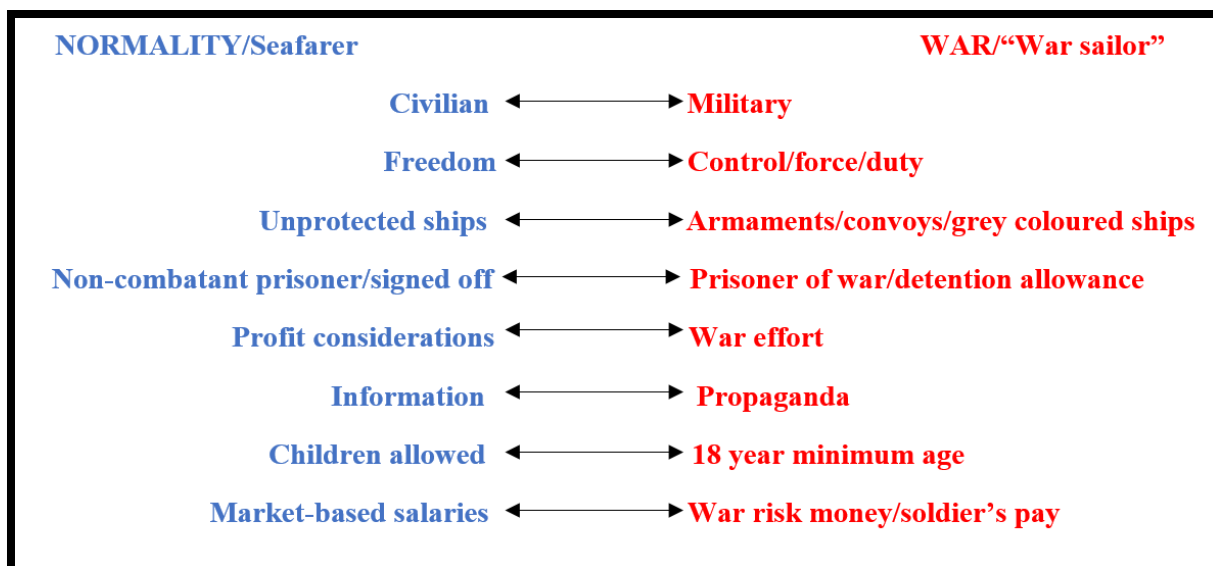 NORMALITY/Seafarer WAR/“War sailor”
Civilian Military
Freedom Control/force/duty
Unprotected ships Armaments/convoys/grey coloured ships
Non-combatant prisoner/signed off Prisoner of war/detention allowance
Profit considerations War effort
Information Propaganda
Children allowed 18 year minimum age
Market-based salaries War risk money/soldier’s pay